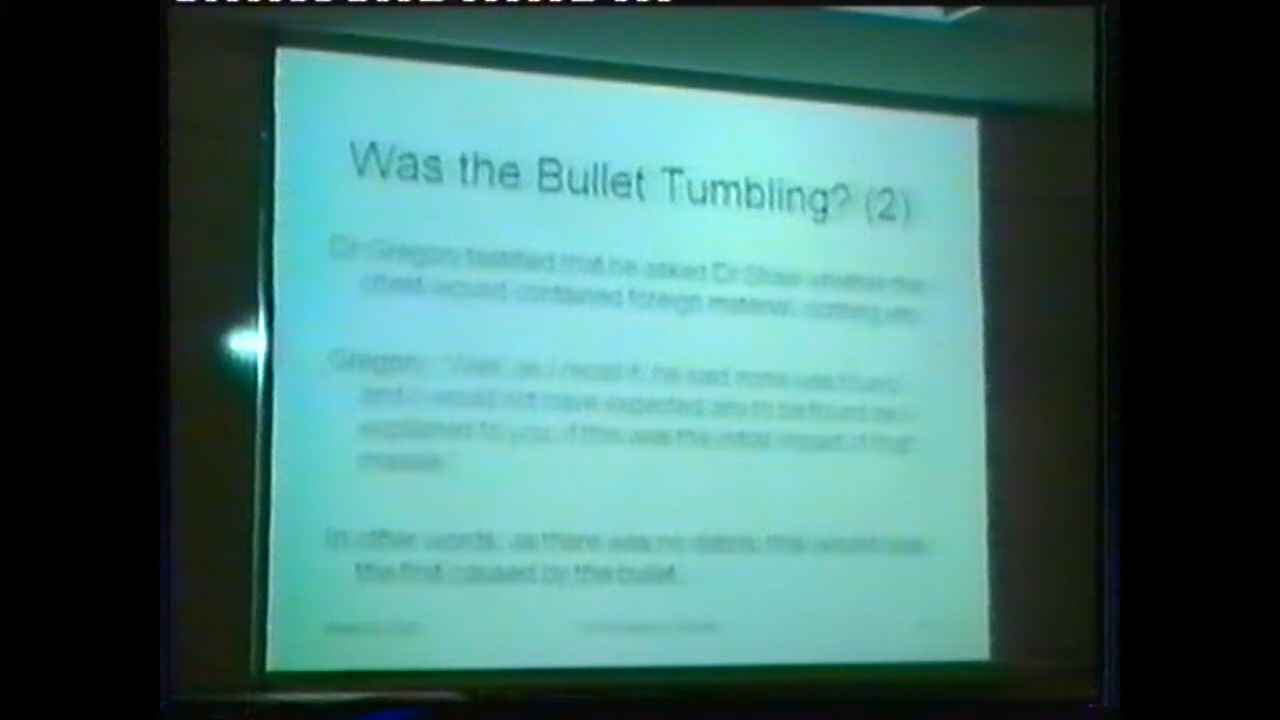 Was the Bullet Tumbling? (2)
Dr Gregory testified that he asked Dr Shaw whether the
chest wound contained foreign material, clothing etc.
Gregory: "Well, as I recall it, he said none was found
and I would not have expected any to be found as I
explained to you, if this was the initial impact of that
missile.
In other words, as there was no debris, this wound was
the first caused by the bullet.